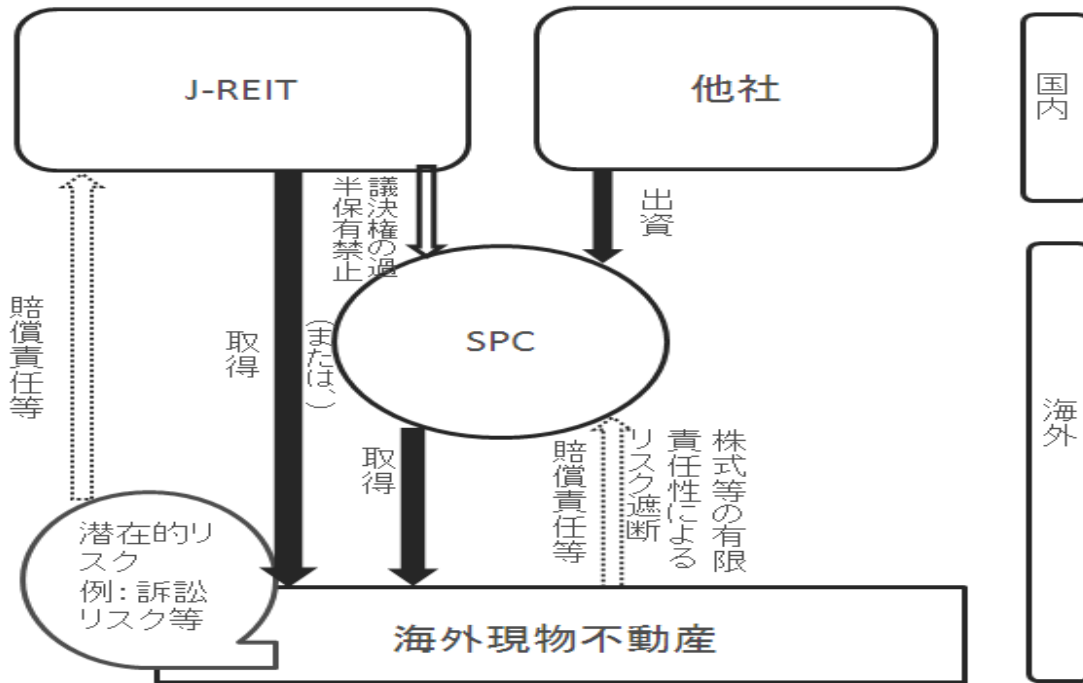 J-REIT
他社
国内
議決権の過
半保有禁止
出資
賠償責任等
取得
（または、）
SPC
海外
取得
賠償責任等
株式等の有限
責任性による
リスク遮断
潜在的リ
スク
例：訴訟
リスク等
海外現物不動産